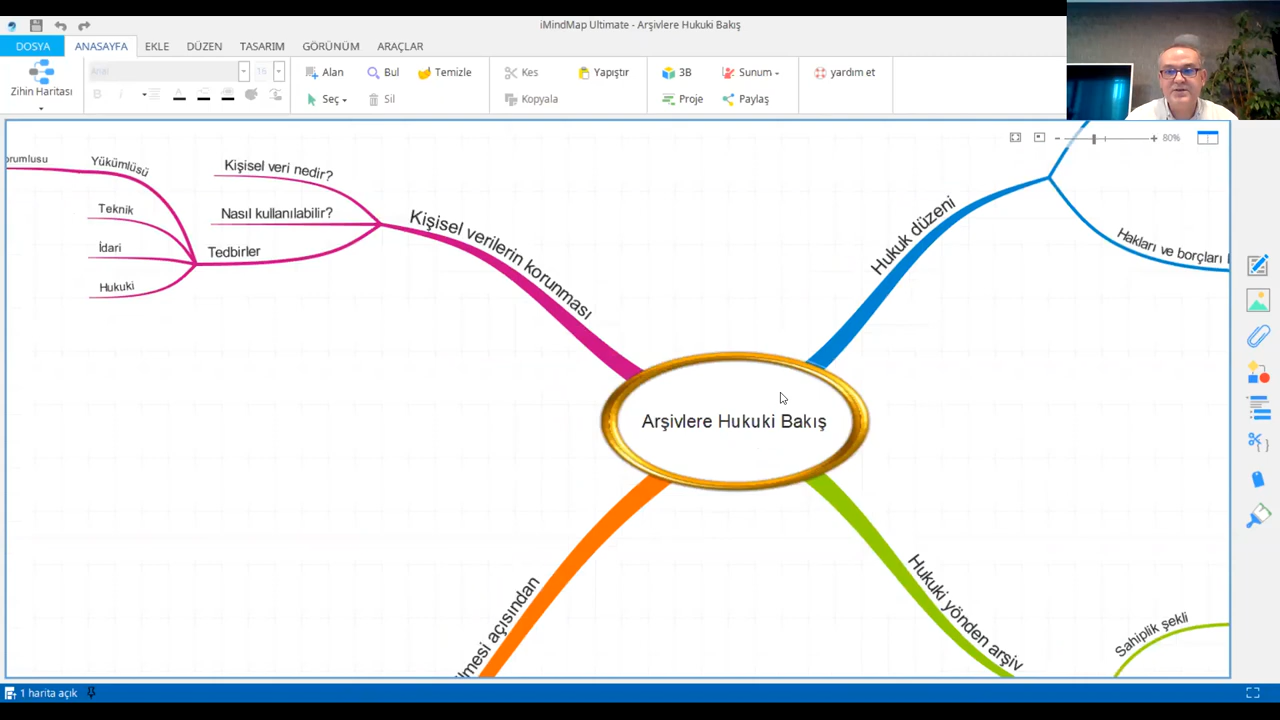 iMindMap Ultimate - Arşivlere Hukuki Bakış
DOSYA ANASAYFA EKLE DÜZEN TASARIM GÖRÜNÜM ARAÇLAR
Zihin Haritası
Arial 16
B I A
Alan Bul Temizle
Seç Sil
Kes Yapıştır
Kopyala
3B Sunum
Proje Paylaş
yardım et
80%
Yükümlüsü
Teknik
İdari
Hukuki
Kişisel veri nedir?
Nasıl kullanılabilir?
Tedbirler
Kişisel verilerin korunması
Hukuk düzeni
Hakları ve borçları
Arşivlere Hukuki Bakış
açısından
Hukuki yönden arşiv
Sahiplik şekli
1 harita açık